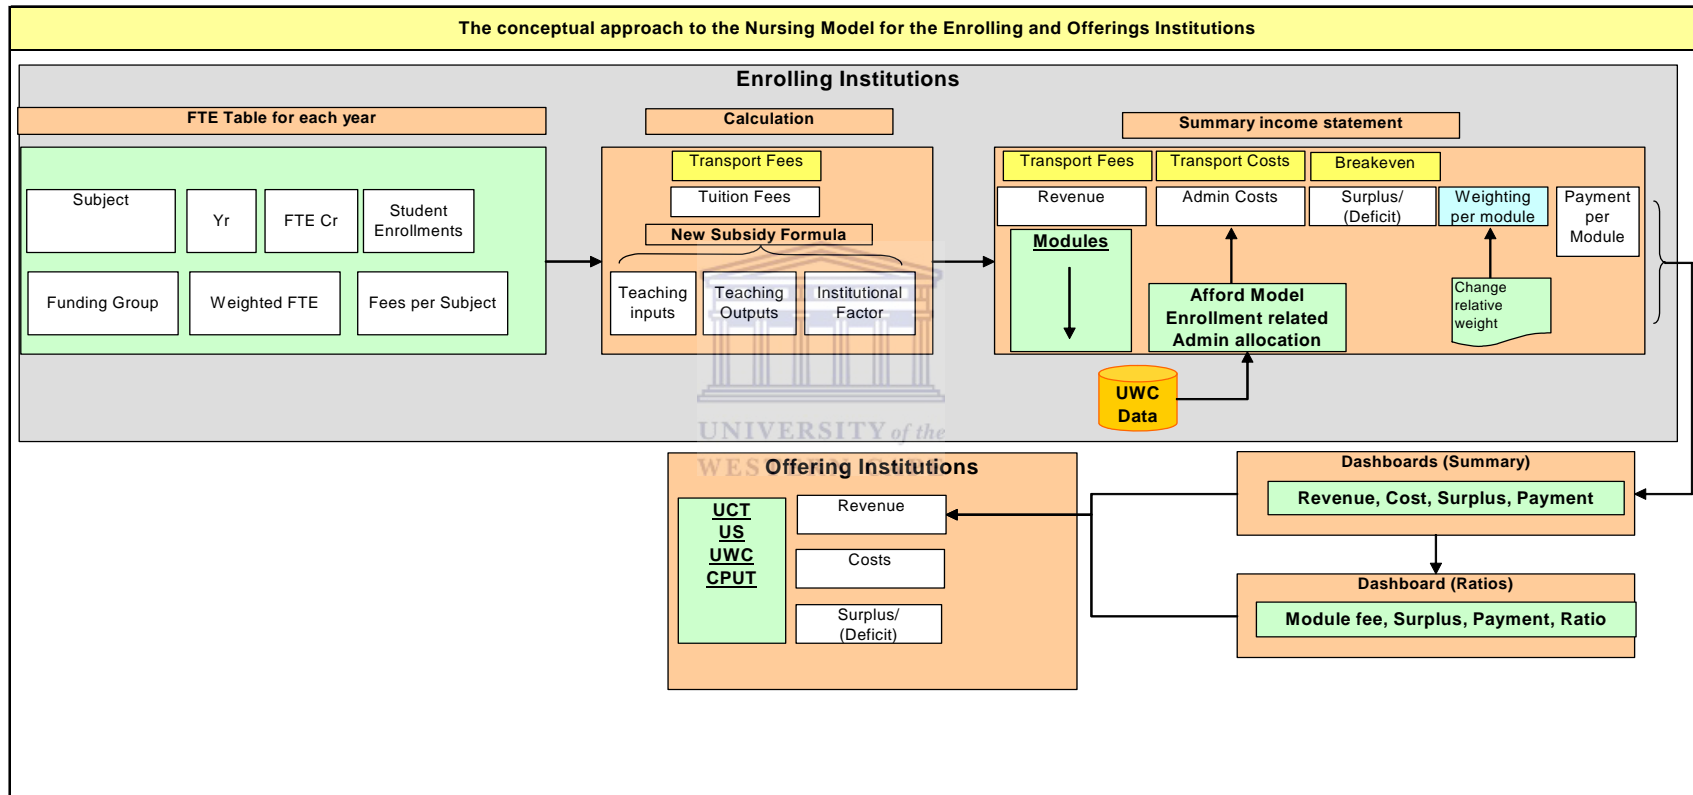 The conceptual approach to the Nursing Model for the Enrolling and Offerings Institutions
Enrolling Institutions
FTE Table for each year
Subject
Yr
FTE Cr
Student
Enrollments
Funding Group
Weighted FTE
Fees per Subject
Calculation
Transport Fees
Tuition Fees
New Subsidy Formula
Teaching
inputs
Teaching
Outputs
Institutional
Factor
Summary income statement
Transport Fees
Transport Costs
Breakeven
Revenue
Admin Costs
Surplus/
(Deficit)
Weighting
per module
Payment
per
Module
Modules
Afford Model
Enrollment related
Admin allocation
Change
relative
weight
UWC
Data
UNIVERSITY of the
WESTERN CAPE
Offering Institutions
UCT
US
UWC
CPUT
Revenue
Costs
Surplus/
(Deficit)
Dashboards (Summary)
Revenue, Cost, Surplus, Payment
Dashboard (Ratios)
Module fee, Surplus, Payment, Ratio